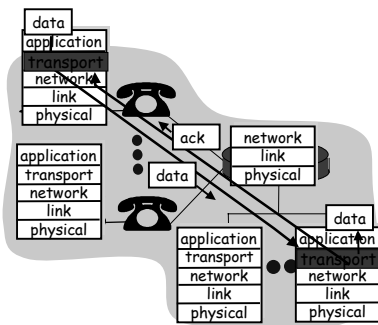 data
application
transport
network
link
physical
ack
network
link
physical
application
transport
network
link
physical
data
data
application
transport
network
link
physical
application
transport
network
link
physical